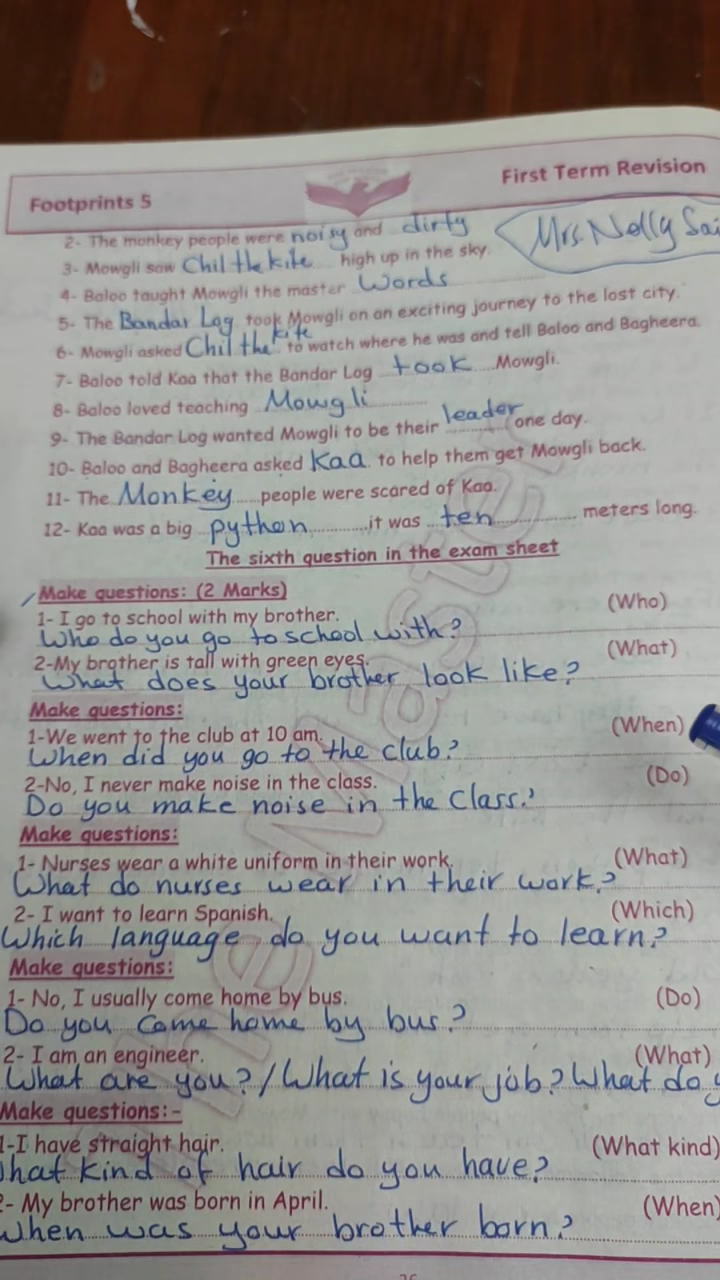 Footprints 5
First Term Revision
Mrs. Nelly Sai
2- The monkey people were noisy and dirty
3- Mowgli saw Chil the kite high up in the sky.
4- Baloo taught Mowgli the master words
5- The Bandar Log took Mowgli on an exciting journey to the lost city.
6- Mowgli asked Chil the kite to watch where he was and tell Baloo and Bagheera.
7- Baloo told Kaa that the Bandar Log took Mowgli.
8- Baloo loved teaching Mowgli
9- The Bandar Log wanted Mowgli to be their leader one day.
10- Baloo and Bagheera asked Kaa to help them get Mowgli back.
11- The Monkey people were scared of Kaa.
12- Kaa was a big python it was ten meters long.
The sixth question in the exam sheet
Make questions: (2 Marks)
1- I go to school with my brother. (Who)
Who do you go to school with?
2-My brother is tall with green eyes. (What)
What does your brother look like?
Make questions:
1-We went to the club at 10 am. (When)
When did you go to the club?
2-No, I never make noise in the class. (Do)
Do you make noise in the class?
Make questions:
1- Nurses wear a white uniform in their work. (What)
What do nurses wear in their work?
2- I want to learn Spanish. (Which)
Which language do you want to learn?
Make questions:
1- No, I usually come home by bus. (Do)
Do you come home by bus?
2- I am an engineer. (What)
What are you? / What is your job? What do y
Make questions:-
1-I have straight hair. (What kind)
hat kind of hair do you have?
2- My brother was born in April. (When)
When was your brother born?
The Master